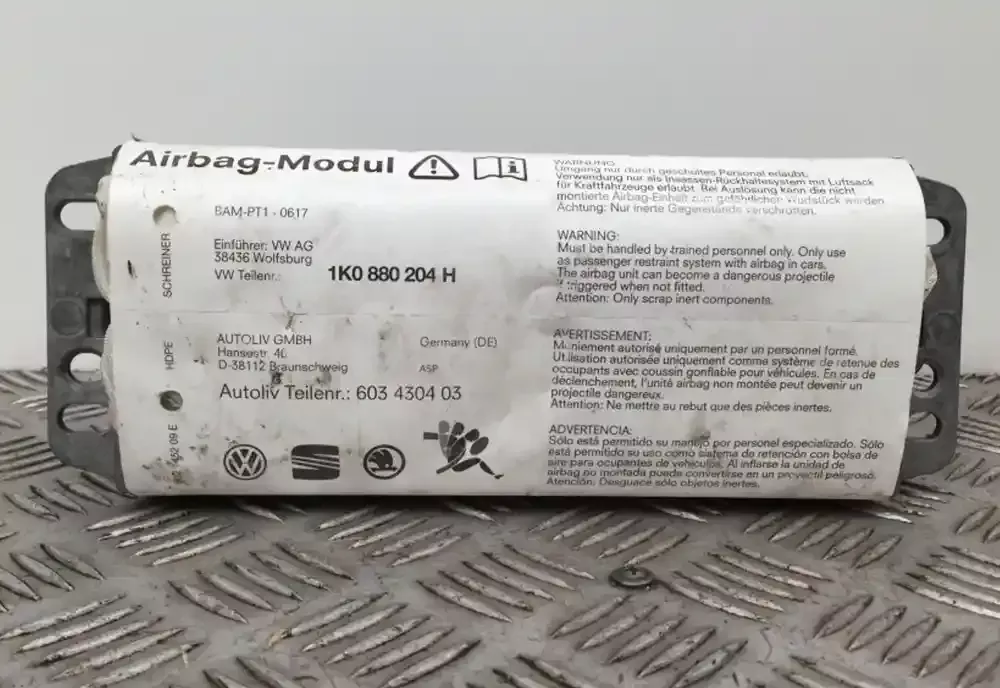 Airbag-Modul
BAM-PT1 - 0617
Einführer: VW AG
38436 Wolfsburg
VW Teilenr.: 1K0 880 204 H
SCHREINER
HDPE
AUTOLIV GMBH
Hansestr. 46
D-38112 Braunschweig
Germany (DE)
ASP
Autoliv Teilenr.: 603 4304 03
452 09 E
WARNUNG:
Umgang nur durch geschultes Personal erlaubt.
Verwendung nur als Insassen-Rückhaltesystem mit Luftsack
für Kraftfahrzeuge erlaubt. Bei Auslösung kann die nicht
montierte Airbag-Einheit zum gefährlichen Wurfstück werden
Achtung: Nur inerte Gegenstände verschrotten.
WARNING:
Must be handled by trained personnel only. Only use
as passenger restraint system with airbag in cars.
The airbag unit can become a dangerous projectile
if triggered when not fitted.
Attention: Only scrap inert components.
AVERTISSEMENT:
Maniement autorisé uniquement par un personnel formé.
Utilisation autorisée uniquement comme système de retenue des
occupants avec coussin gonflable pour véhicules. En cas de
déclenchement, l'unité airbag non montée peut devenir un
projectile dangereux.
Attention: Ne mettre au rebut que des pièces inertes.
ADVERTENCIA:
Sólo está permitido su manejo por personal especializado. Sólo
está permitido su uso como sistema de retención con bolsa de
aire para ocupantes de vehículos. Al inflarse la unidad de
airbag no montada puede convertirse en un proyectil peligroso.
Atención: Desguace sólo objetos inertes.